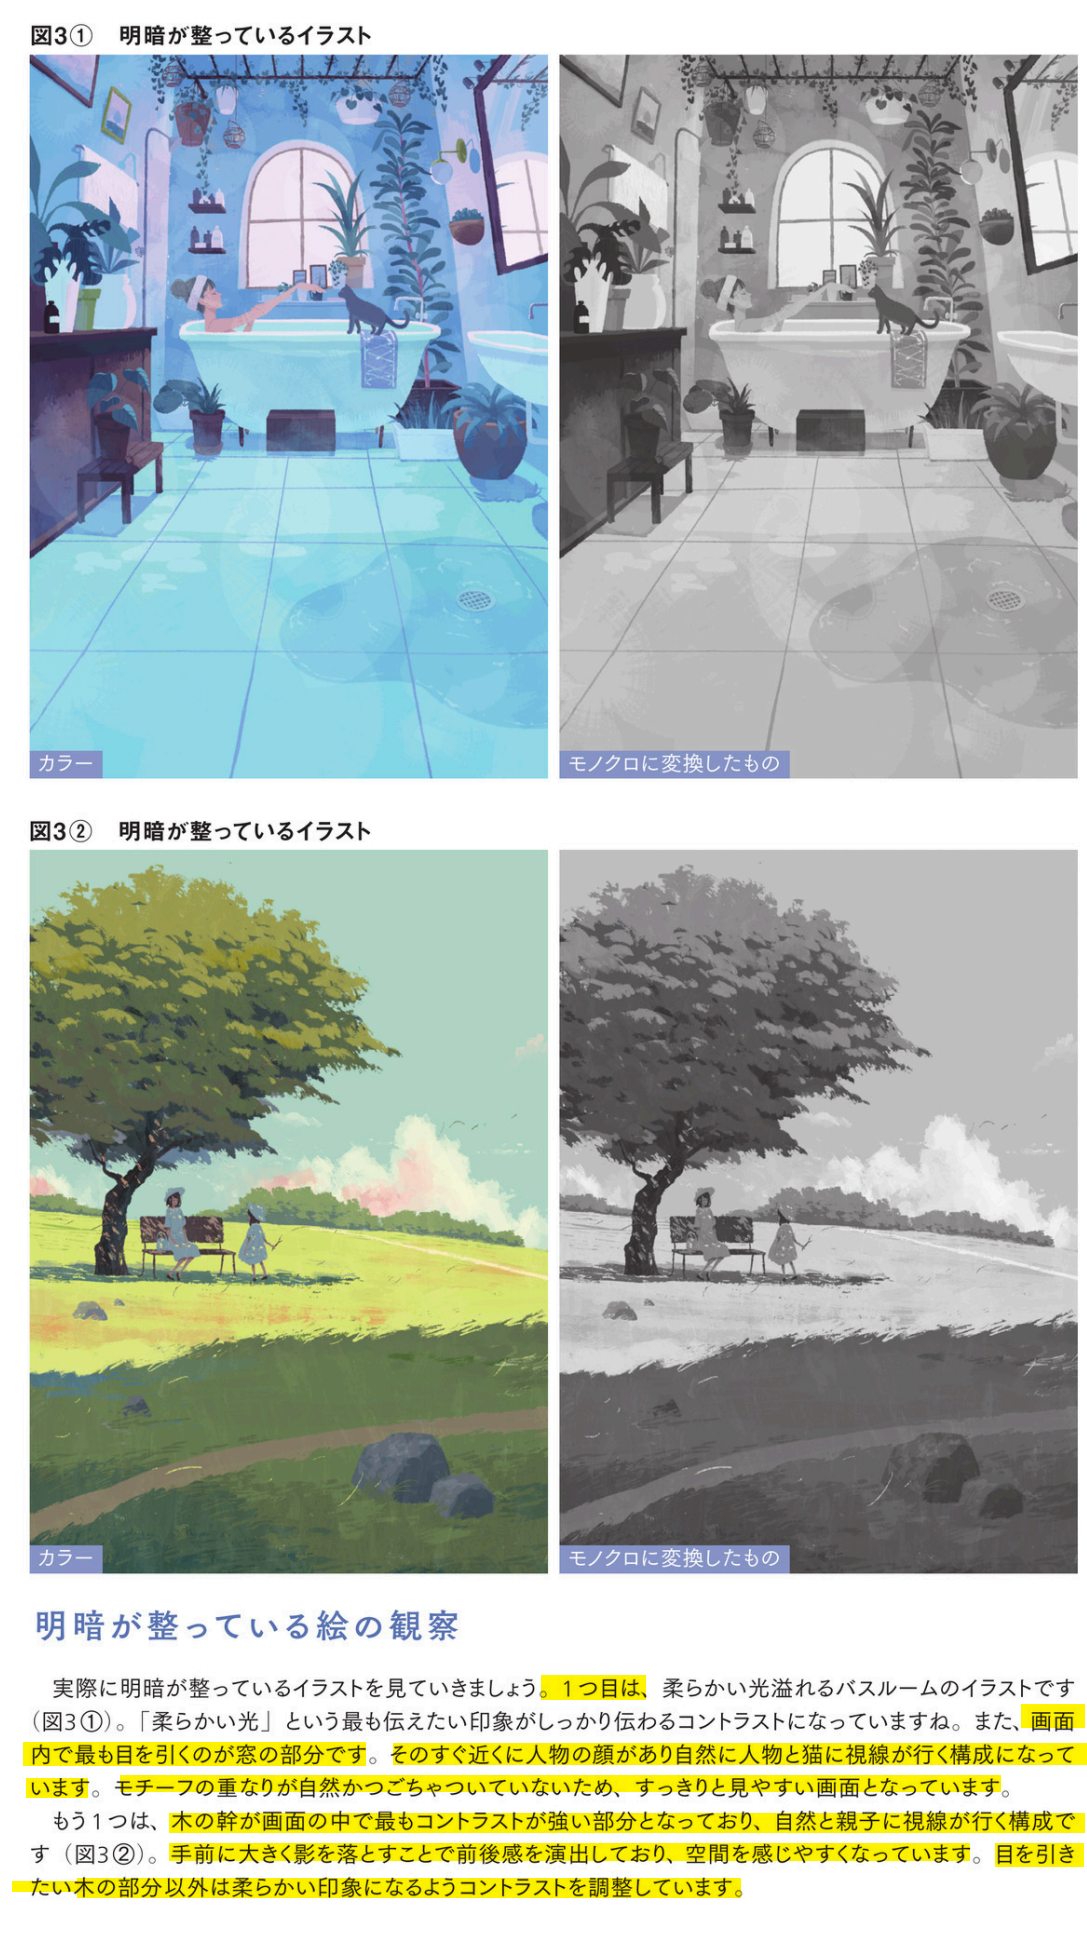 図3① 明暗が整っているイラスト
カラー
モノクロに変換したもの
図3② 明暗が整っているイラスト
カラー
モノクロに変換したもの
明暗が整っている絵の観察
実際に明暗が整っているイラストを見ていきましょう。1つ目は、柔らかい光溢れるバスルームのイラストです
（図3①）。「柔らかい光」という最も伝えたい印象がしっかり伝わるコントラストになっていますね。また、画面
内で最も目を引くのが窓の部分です。そのすぐ近くに人物の顔があり自然に人物と猫に視線が行く構成になって
います。モチーフの重なりが自然かつごちゃついていないため、すっきりと見やすい画面となっています。
もう1つは、木の幹が画面の中で最もコントラストが強い部分となっており、自然と親子に視線が行く構成で
す（図3②）。手前に大きく影を落とすことで前後感を演出しており、空間を感じやすくなっています。目を引き
たい木の部分以外は柔らかい印象になるようコントラストを調整しています。